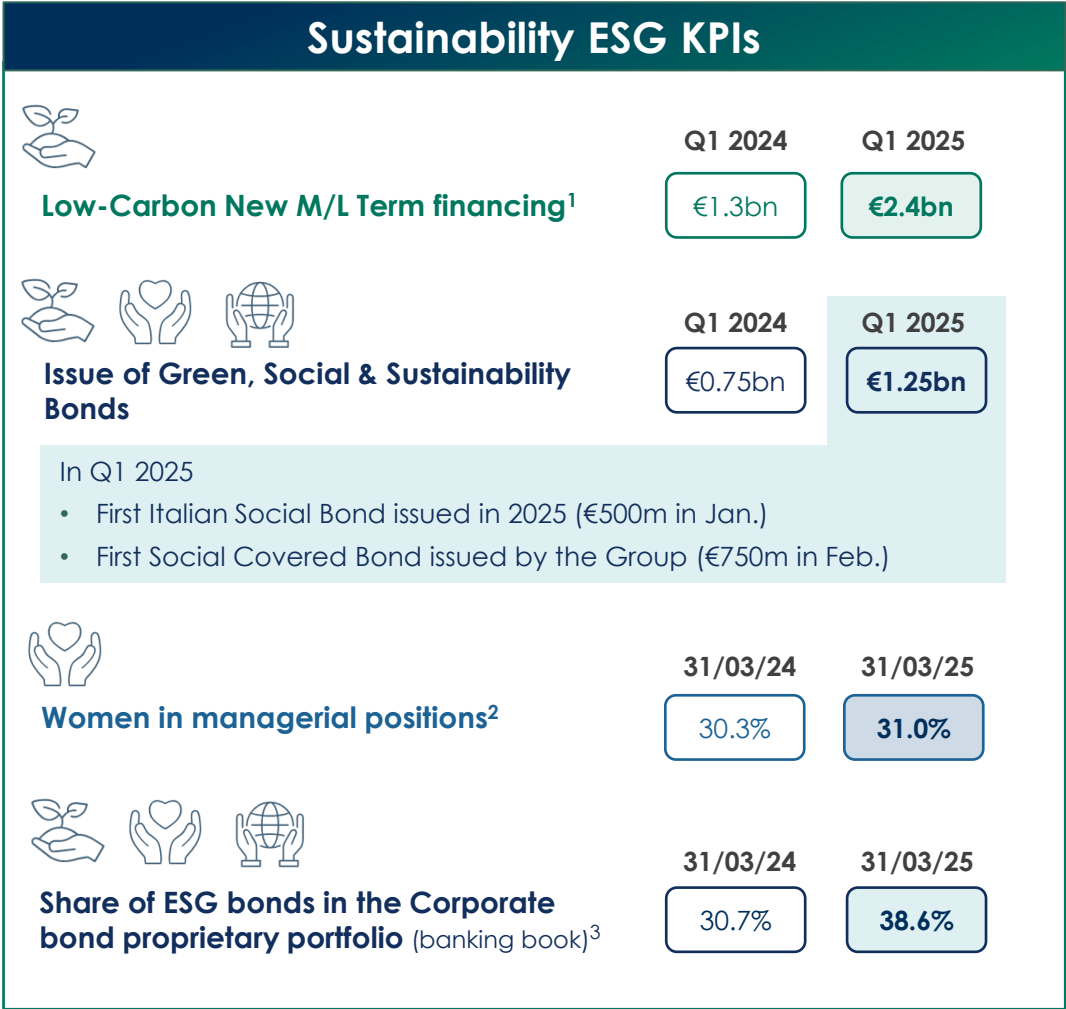 Sustainability ESG KPIs
Q1 2024 Q1 2025
Low-Carbon New M/L Term financing¹ €1.3bn €2.4bn
Q1 2024 Q1 2025
Issue of Green, Social & Sustainability
Bonds
€0.75bn €1.25bn
In Q1 2025
• First Italian Social Bond issued in 2025 (€500m in Jan.)
• First Social Covered Bond issued by the Group (€750m in Feb.)
31/03/24 31/03/25
Women in managerial positions² 30.3% 31.0%
31/03/24 31/03/25
Share of ESG bonds in the Corporate
bond proprietary portfolio (banking book)³
30.7% 38.6%